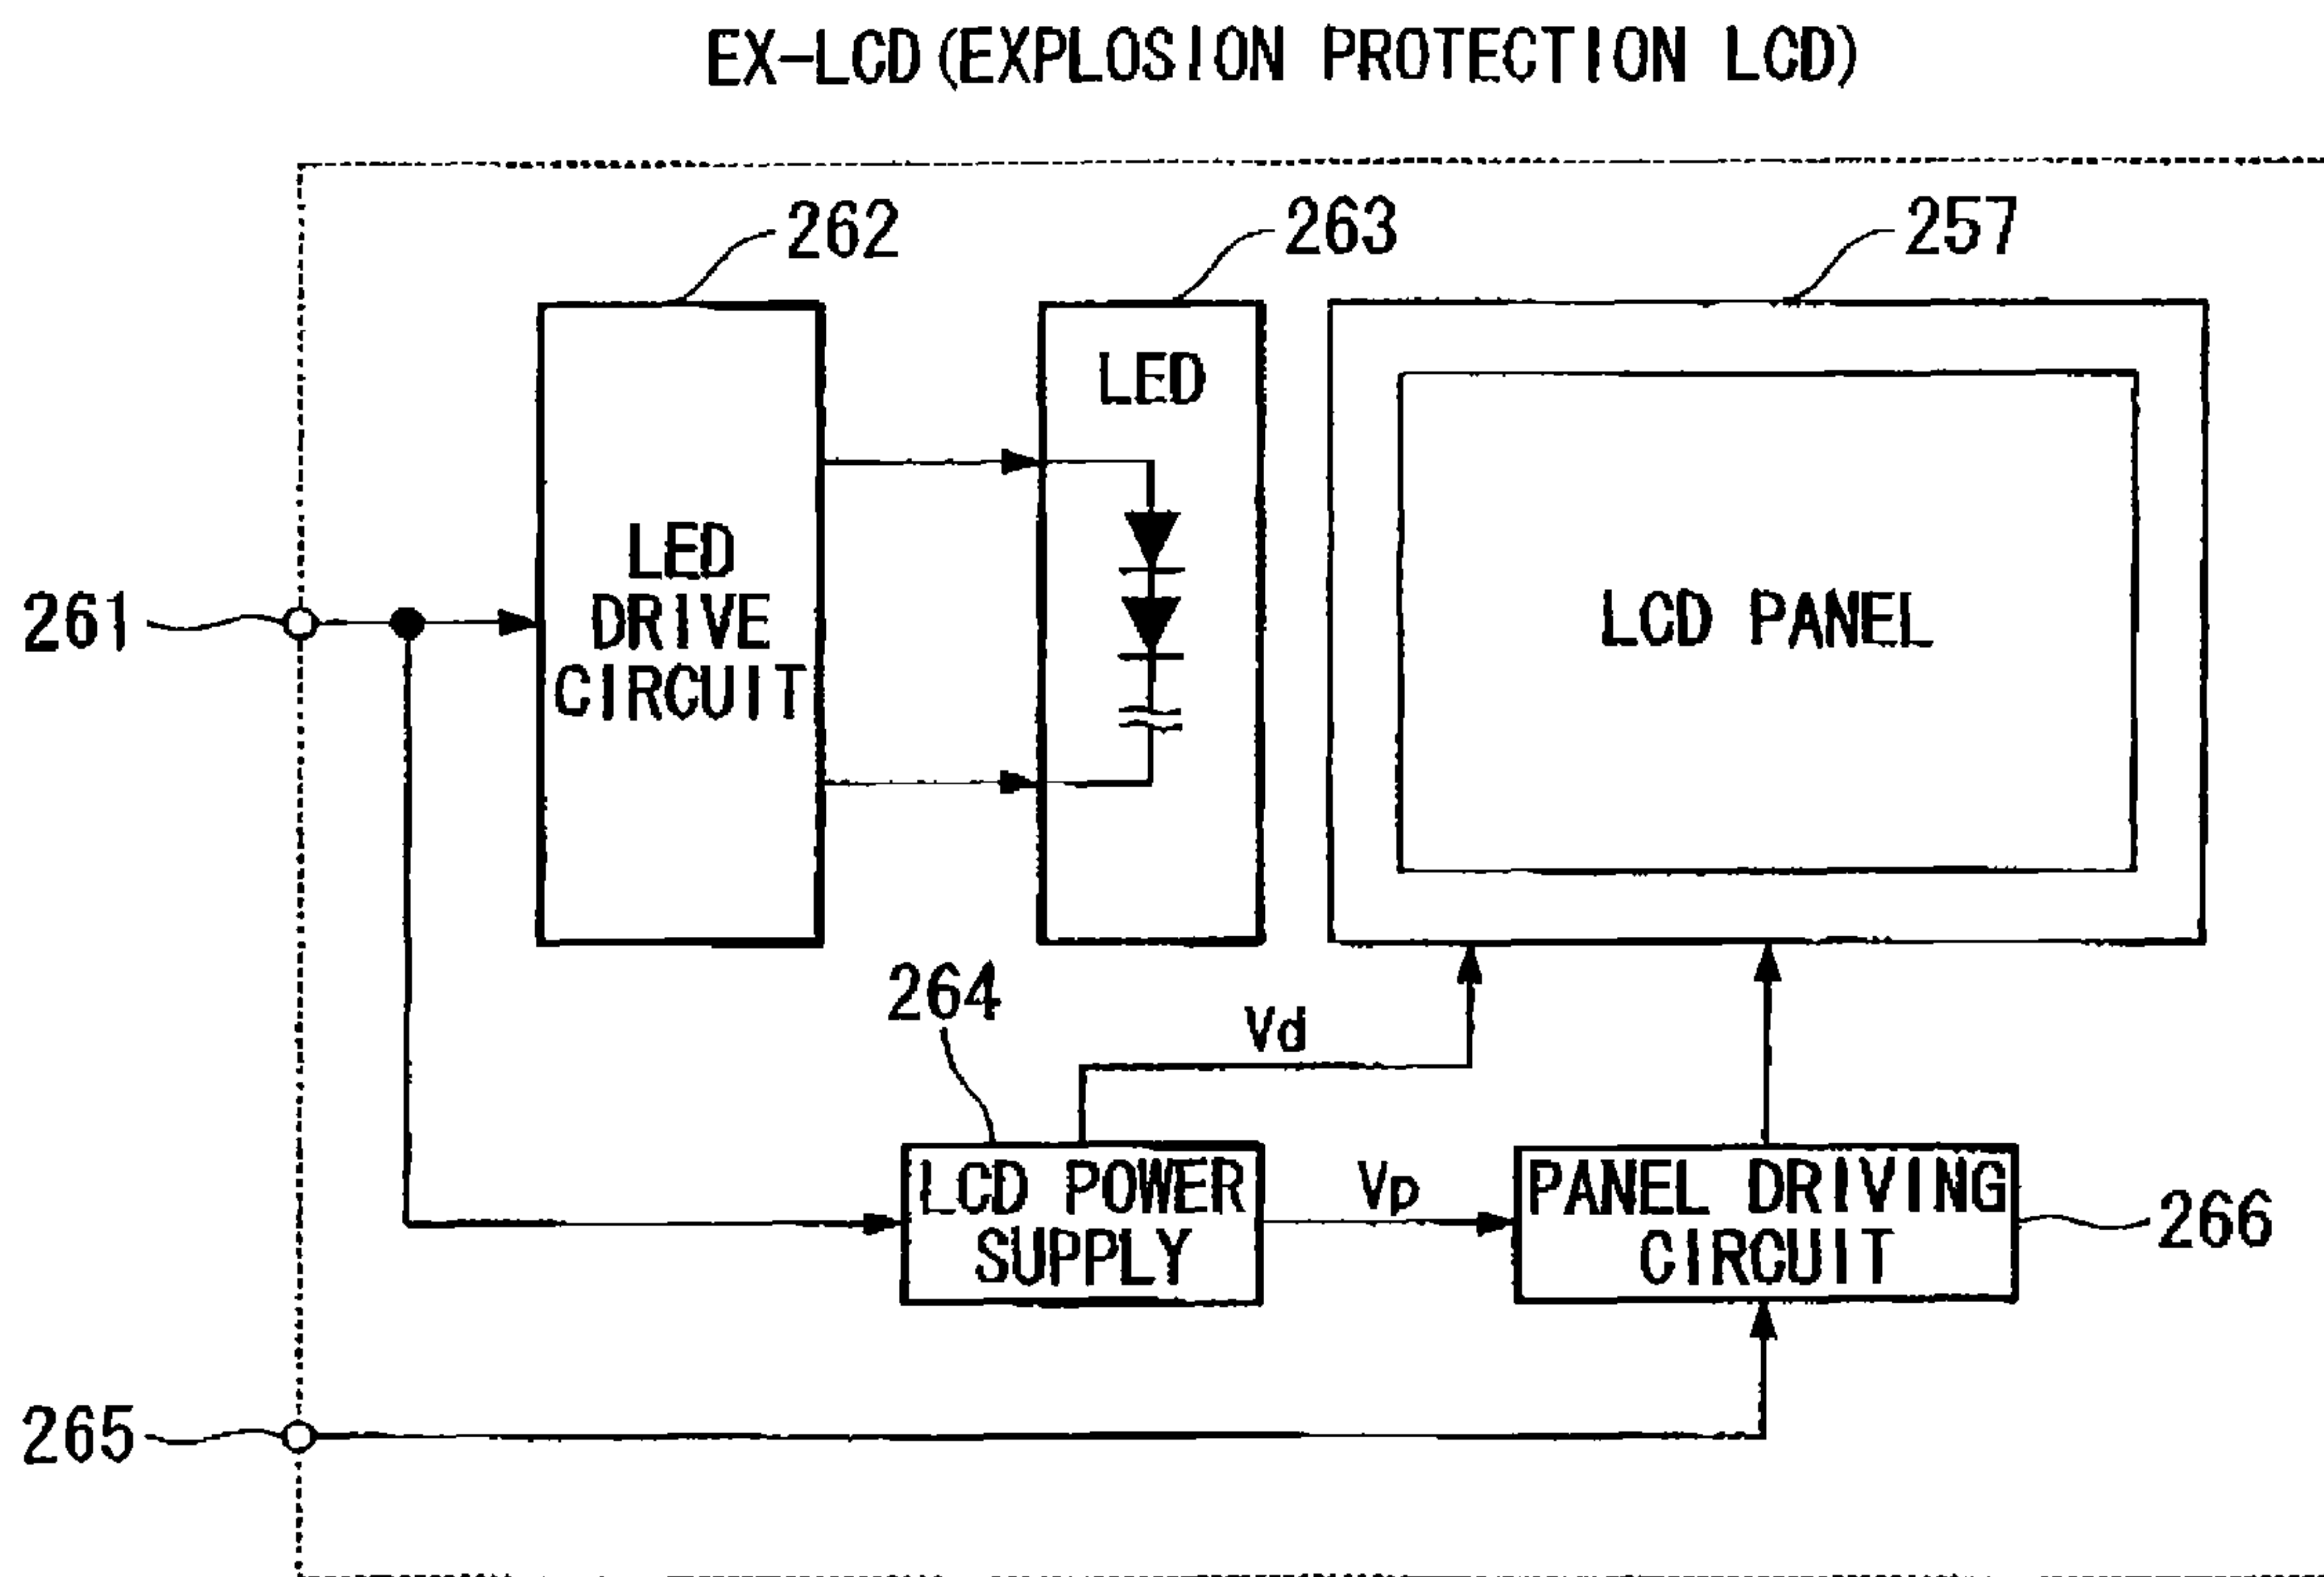 EX-LCD(EXPLOSION PROTECTION LCD)
262
263
257
LED
LED
DRIVE
CIRCUIT
LCD PANEL
261
264
Vd
LCD POWER
SUPPLY
Vp
PANEL DRIVING
CIRCUIT
266
265